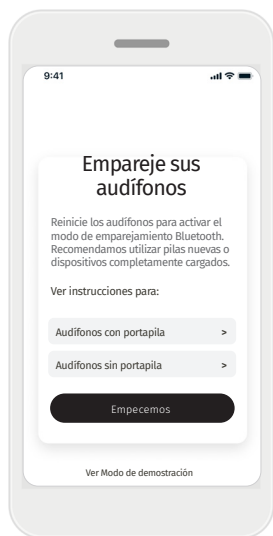 9:41
Empareje sus
audífonos
Reinicie los audífonos para activar el
modo de emparejamiento Bluetooth.
Recomendamos utilizar pilas nuevas o
dispositivos completamente cargados.
Ver instrucciones para:
Audífonos con portapila >
Audífonos sin portapila >
Empecemos
Ver Modo de demostración